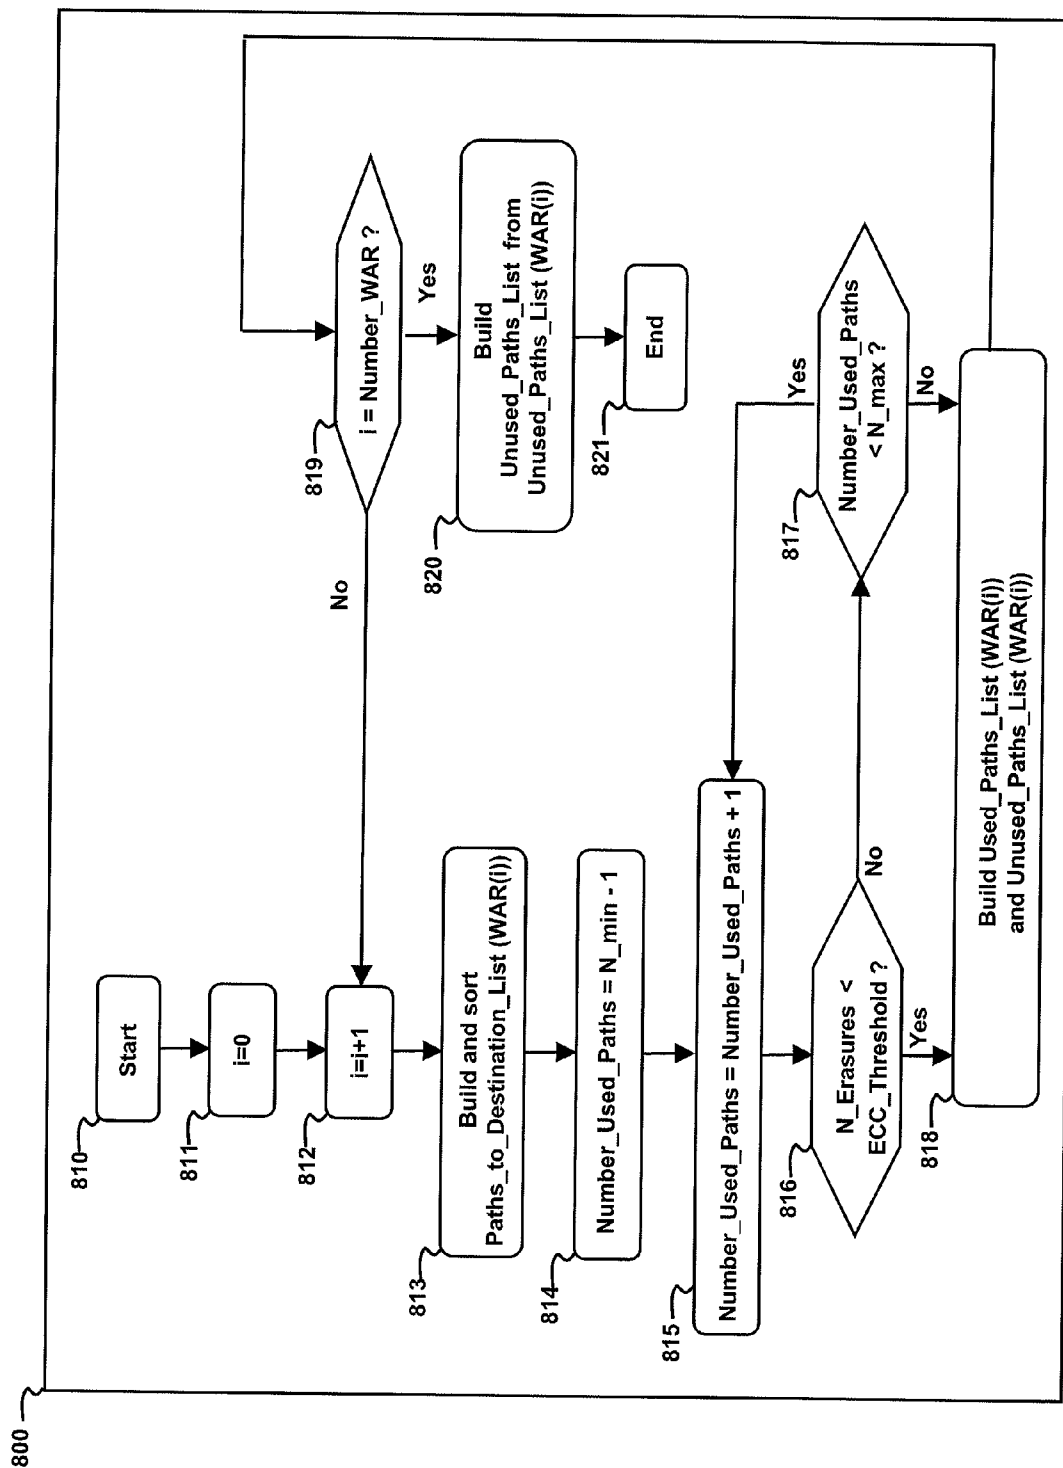 800
810
Start
811
i=0
812
i=i+1
813
Build and sort
Paths_to_Destination_List (WAR(i))
814
Number_Used_Paths = N_min - 1
815
Number_Used_Paths = Number_Used_Paths + 1
816
N_Erasures <
ECC_Threshold ?
Yes
No
817
Number_Used_Paths
< N_max ?
Yes
No
818
Build Used_Paths_List (WAR(i))
and Unused_Paths_List (WAR(i))
819
i = Number_WAR ?
No
Yes
820
Build
Unused_Paths_List from
Unused_Paths_List (WAR(i))
821
End